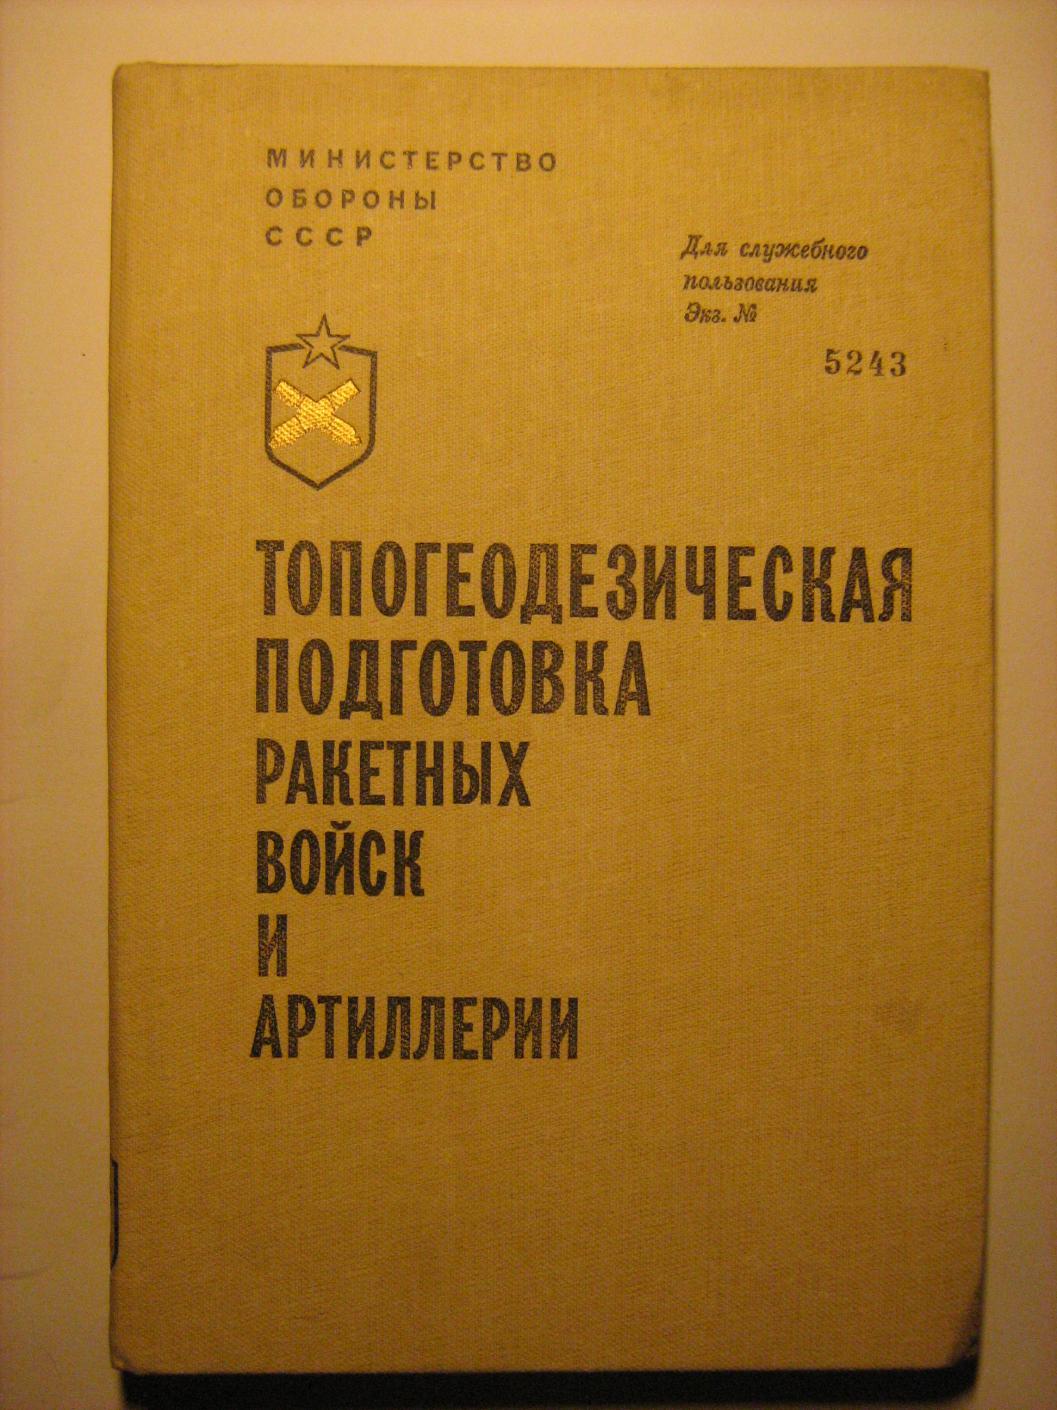 МИНИСТЕРСТВО
ОБОРОНЫ
СССР
Для служебного
пользования
Экз. №
5243
ТОПОГЕОДЕЗИЧЕСКАЯ
ПОДГОТОВКА
РАКЕТНЫХ
ВОЙСК
И
АРТИЛЛЕРИИ